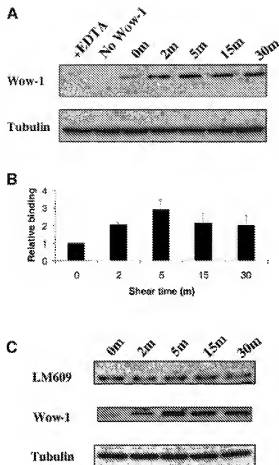 A
+EDTA No Wow-1 0m 2m 5m 15m 30m
Wow-1
Tubulin
B
Relative binding
4
3
2
1
0
0 2 5 15 30
Shear time (m)
C
0m 2m 5m 15m 30m
LM609
Wow-1
Tubulin